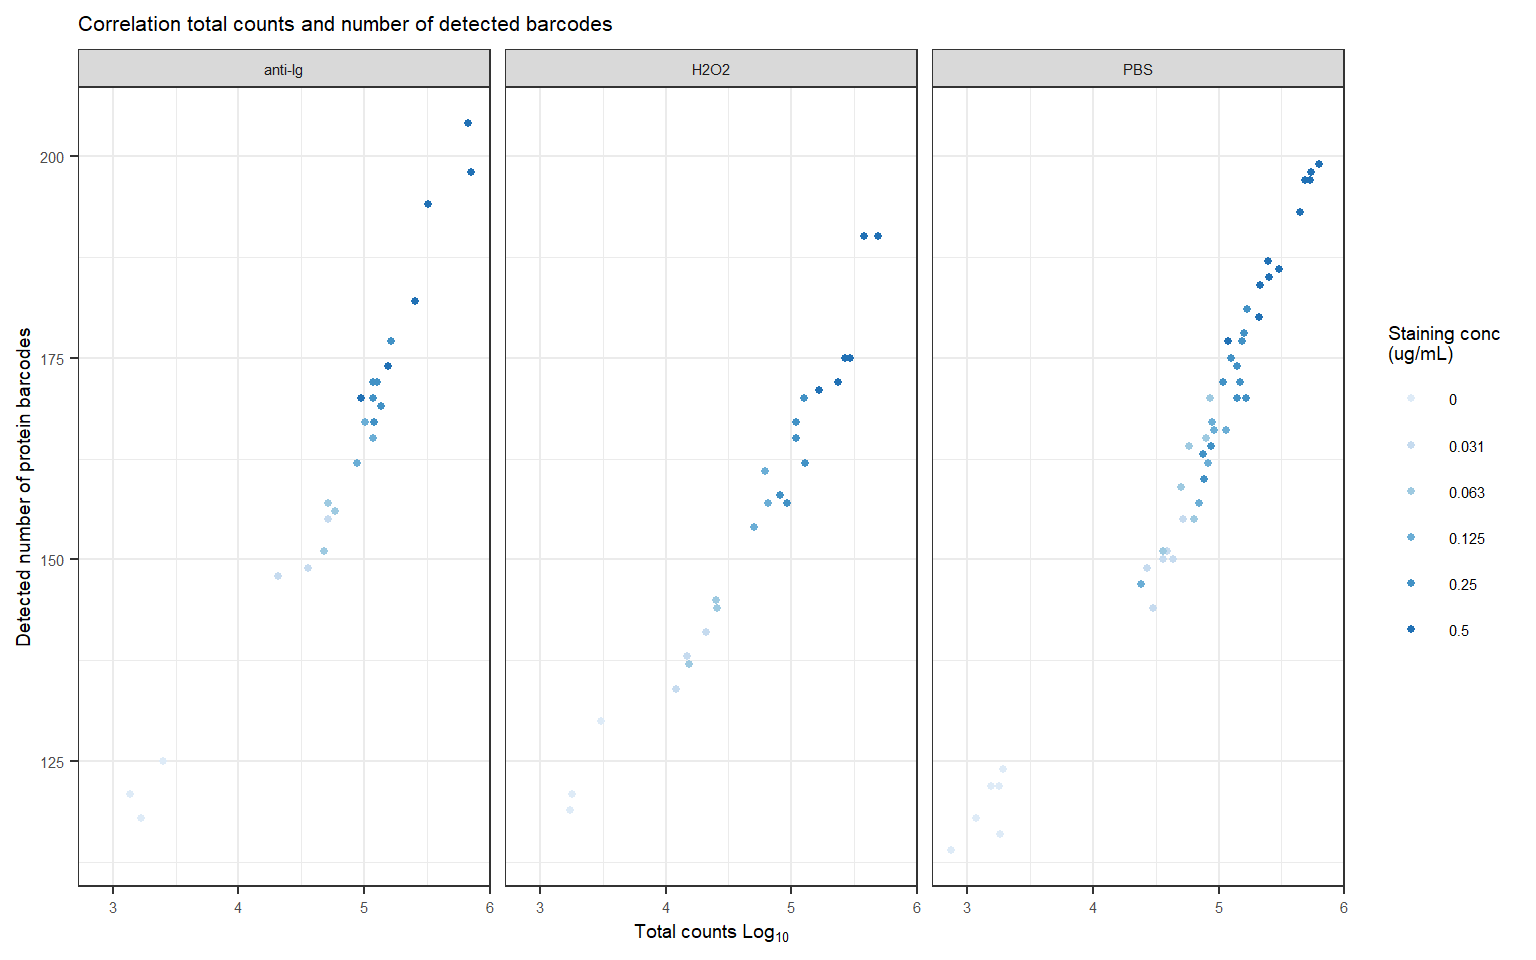 Correlation total counts and number of detected barcodes
anti-Ig
H2O2
PBS
Detected number of protein barcodes
200
175
150
125
3
4
5
6
3
4
5
6
3
4
5
6
Total counts Log10
Staining conc
(ug/mL)
0
0.031
0.063
0.125
0.25
0.5